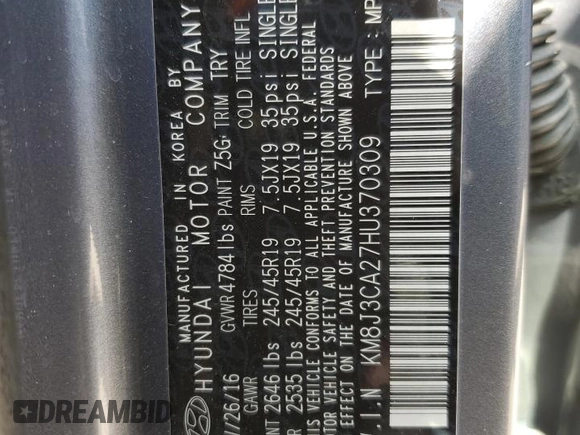 MANUFACTURED IN KOREA BY
HYUNDAI MOTOR COMPANY
/26/16 GVWR 4784 lbs PAINT Z5G: TRIM TRY
GAWR TIRES RIMS COLD TIRE INFL
NT 2646 lbs 245/45R19 7.5JX19 35psi SINGLE
R 2535 lbs 245/45R19 7.5JX19 35psi SINGLE
VEHICLE CONFORMS TO ALL APPLICABLE U.S.A. FEDERAL
MOTOR VEHICLE SAFETY AND THEFT PREVENTION STANDARDS
ON THE DATE OF MANUFACTURE SHOWN ABOVE
V.I.N KM8J3CA27HU370309 TYPE : MP
DREAMBID